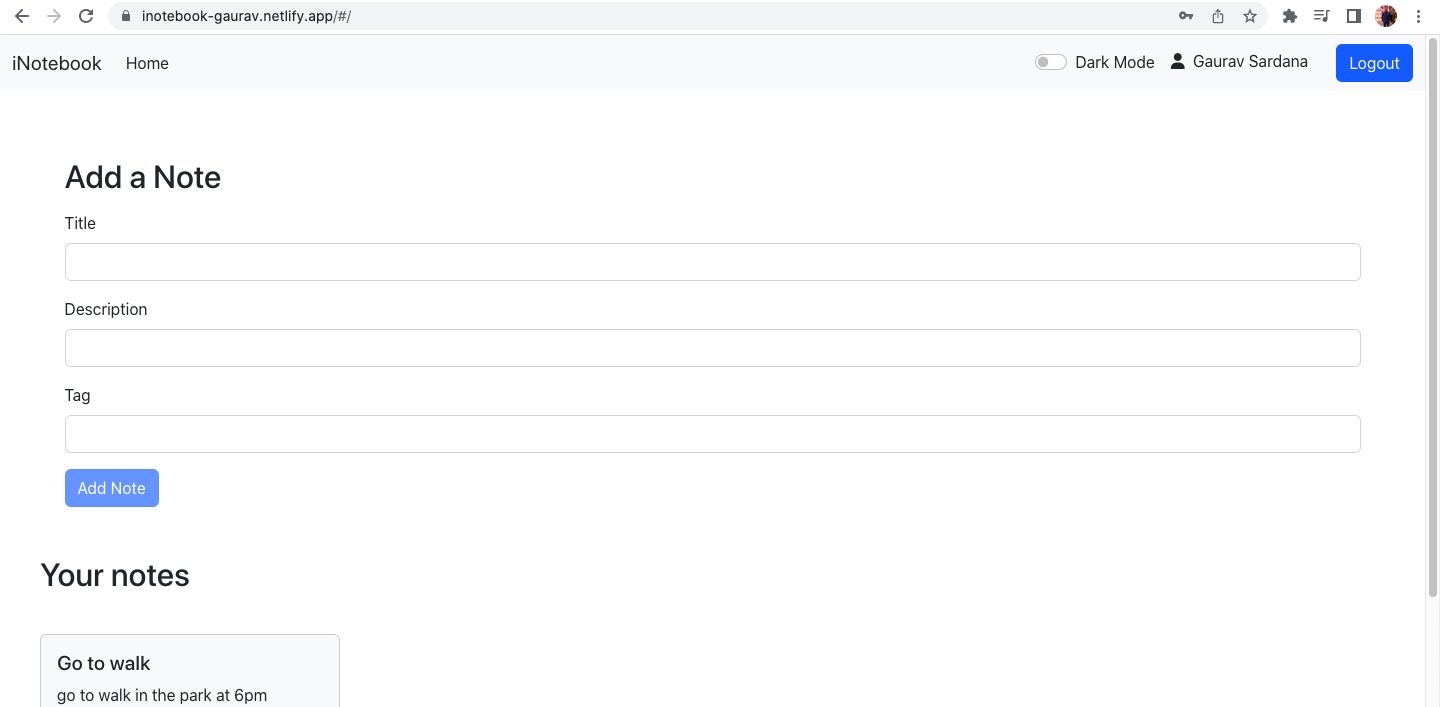 inotebook-gaurav.netlify.app/#/
iNotebook Home Dark Mode Gaurav Sardana Logout
Add a Note
Title
Description
Tag
Add Note
Your notes
Go to walk
go to walk in the park at 6pm